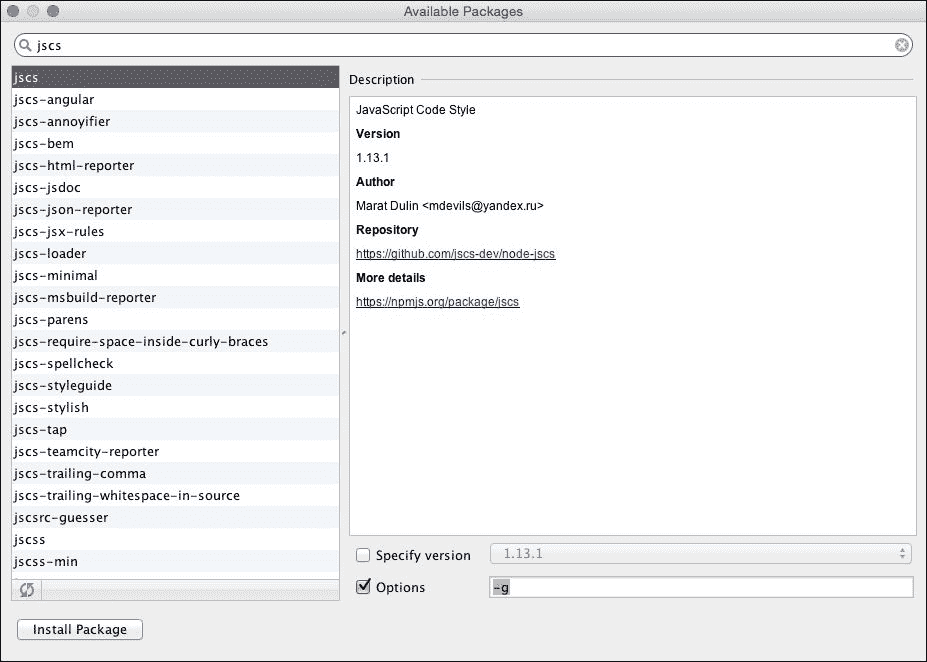 Available Packages
jscs
jscs
jscs-angular
jscs-annoyifier
jscs-bem
jscs-html-reporter
jscs-jsdoc
jscs-json-reporter
jscs-jsx-rules
jscs-loader
jscs-minimal
jscs-msbuild-reporter
jscs-parens
jscs-require-space-inside-curly-braces
jscs-spellcheck
jscs-styleguide
jscs-stylish
jscs-tap
jscs-teamcity-reporter
jscs-trailing-comma
jscs-trailing-whitespace-in-source
jscsrc-guesser
jscss
jscss-min
Description
JavaScript Code Style
Version
1.13.1
Author
Marat Dulin <mdevils@yandex.ru>
Repository
https://github.com/jscs-dev/node-jscs
More details
https://npmjs.org/package/jscs
Specify version 1.13.1
Options -g
Install Package